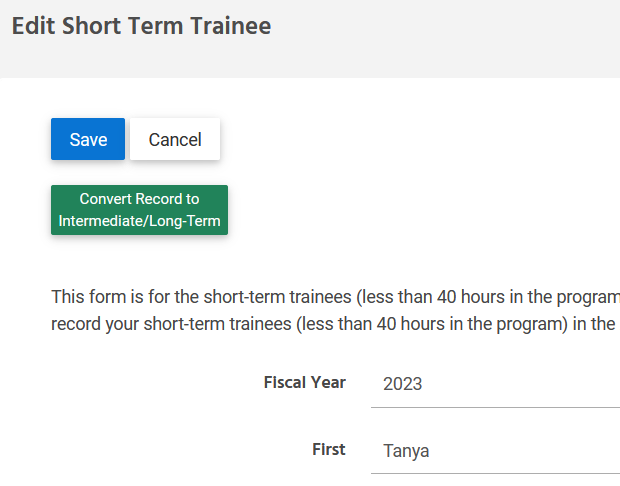 Edit Short Term Trainee
Save Cancel
Convert Record to
Intermediate/Long-Term
This form is for the short-term trainees (less than 40 hours in the program
record your short-term trainees (less than 40 hours in the program) in the
Fiscal Year 2023
First Tanya